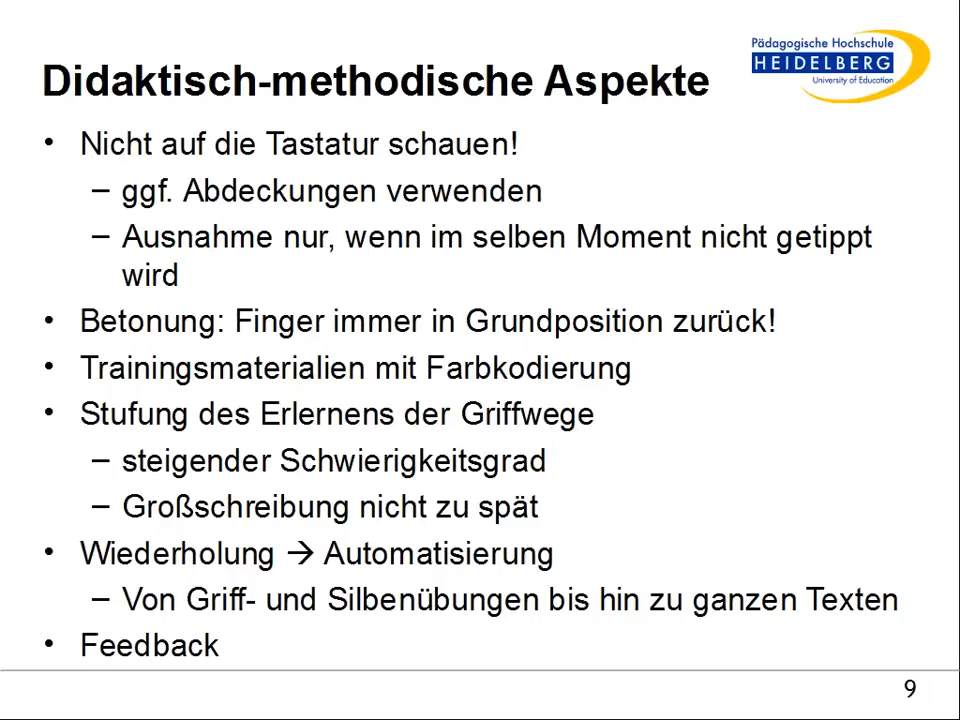 Pädagogische Hochschule
HEIDELBERG
University of Education
Didaktisch-methodische Aspekte
• Nicht auf die Tastatur schauen!
– ggf. Abdeckungen verwenden
– Ausnahme nur, wenn im selben Moment nicht getippt
wird
• Betonung: Finger immer in Grundposition zurück!
• Trainingsmaterialien mit Farbkodierung
• Stufung des Erlernens der Griffwege
– steigender Schwierigkeitsgrad
– Großschreibung nicht zu spät
• Wiederholung → Automatisierung
– Von Griff- und Silbenübungen bis hin zu ganzen Texten
• Feedback
9